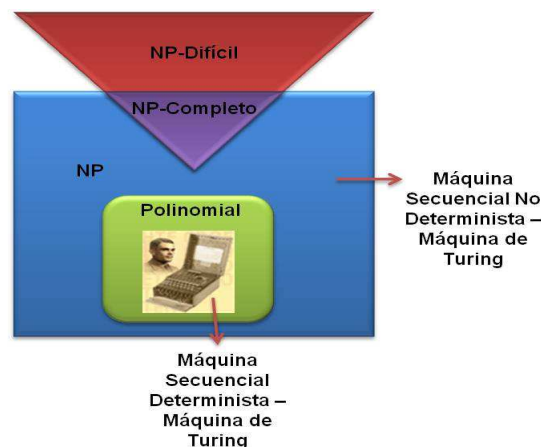 NP-Difícil
NP-Completo
NP
Polinomial
Máquina
Secuencial No
Determinista –
Máquina de
Turing
Máquina
Secuencial
Determinista –
Máquina de
Turing